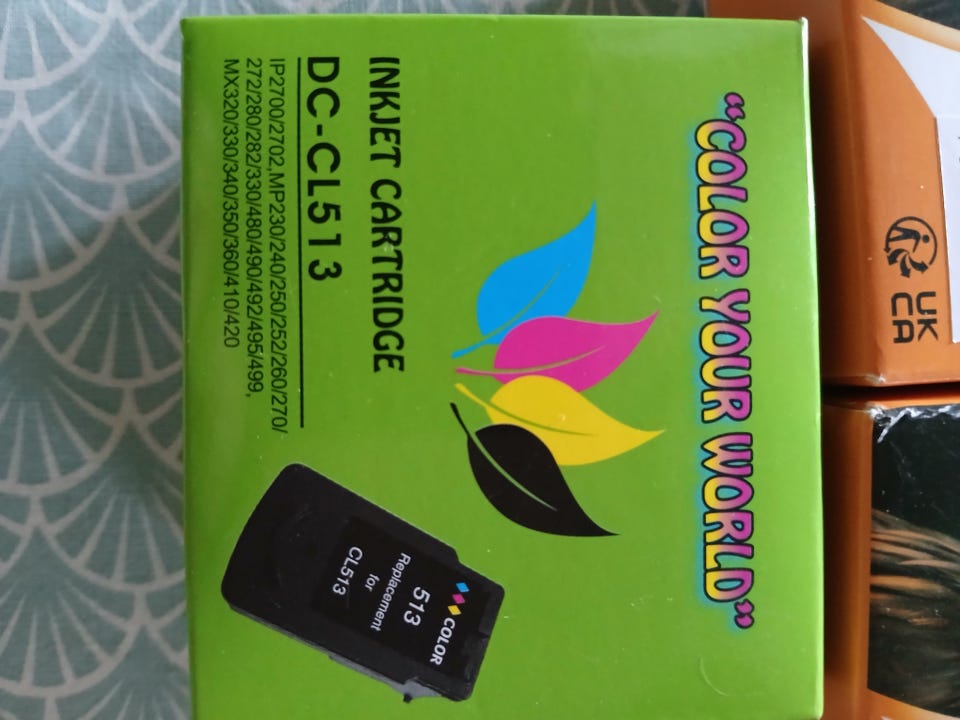 "COLOR YOUR WORLD"
INKJET CARTRIDGE
DC-CL513
IP2700/2702,MP230/240/250/252/260/270/
272/280/282/330/480/490/492/495/499,
MX320/330/340/350/360/410/420
COLOR
513
Replacement
for
CL513
UK
CA